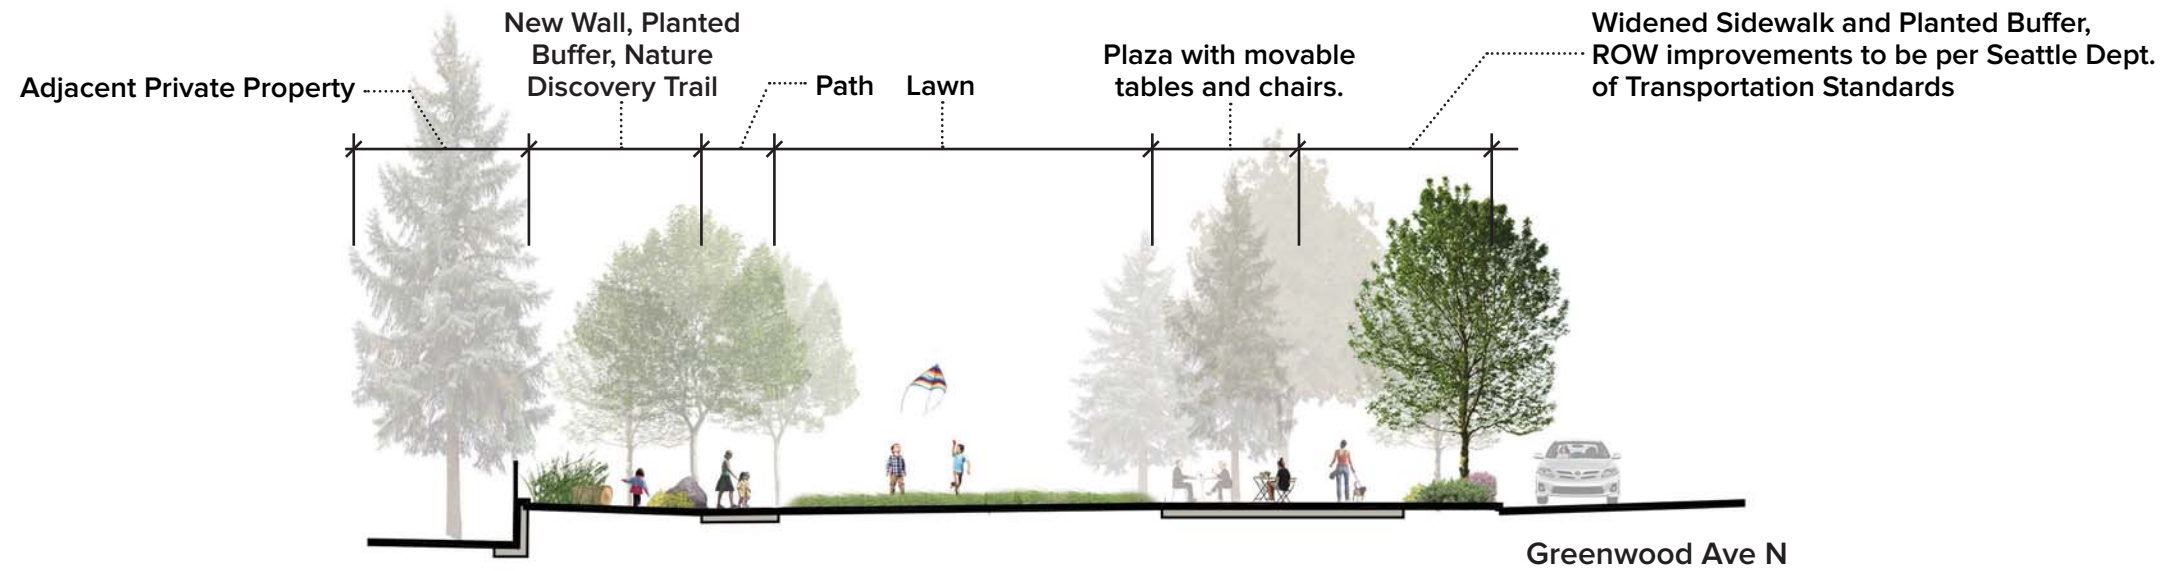 Adjacent Private Property
New Wall, Planted
Buffer, Nature
Discovery Trail
Path
Lawn
Plaza with movable
tables and chairs.
Widened Sidewalk and Planted Buffer,
ROW improvements to be per Seattle Dept.
of Transportation Standards
Greenwood Ave N